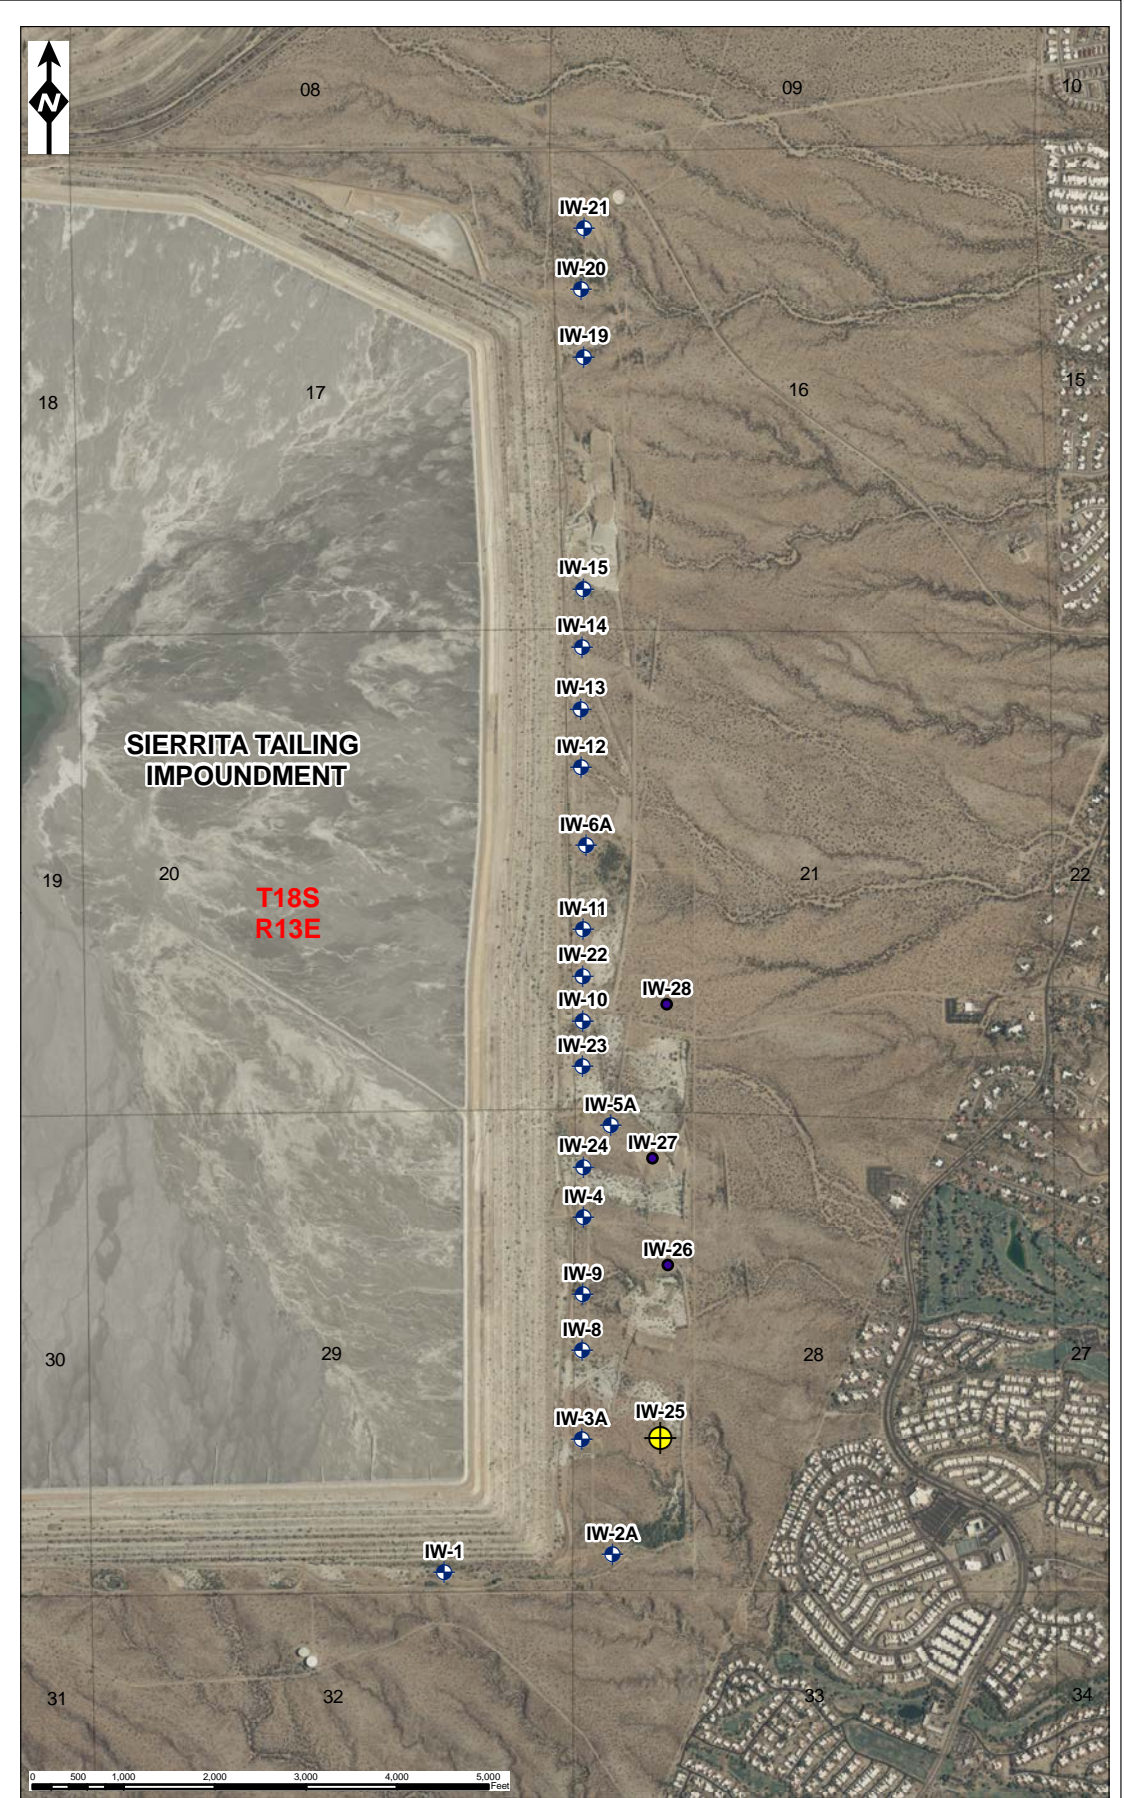 N
08
09
10
IW-21
IW-20
IW-19
18
17
16
15
IW-15
IW-14
IW-13
SIERRITA TAILING
IMPOUNDMENT
IW-12
IW-6A
19
20
21
22
T18S
R13E
IW-11
IW-22
IW-28
IW-10
IW-23
IW-5A
IW-24
IW-27
IW-4
IW-26
IW-9
IW-8
30
29
28
27
IW-3A
IW-25
IW-2A
IW-1
31
32
33
34
0 500 1,000 2,000 3,000 4,000 5,000
Feet